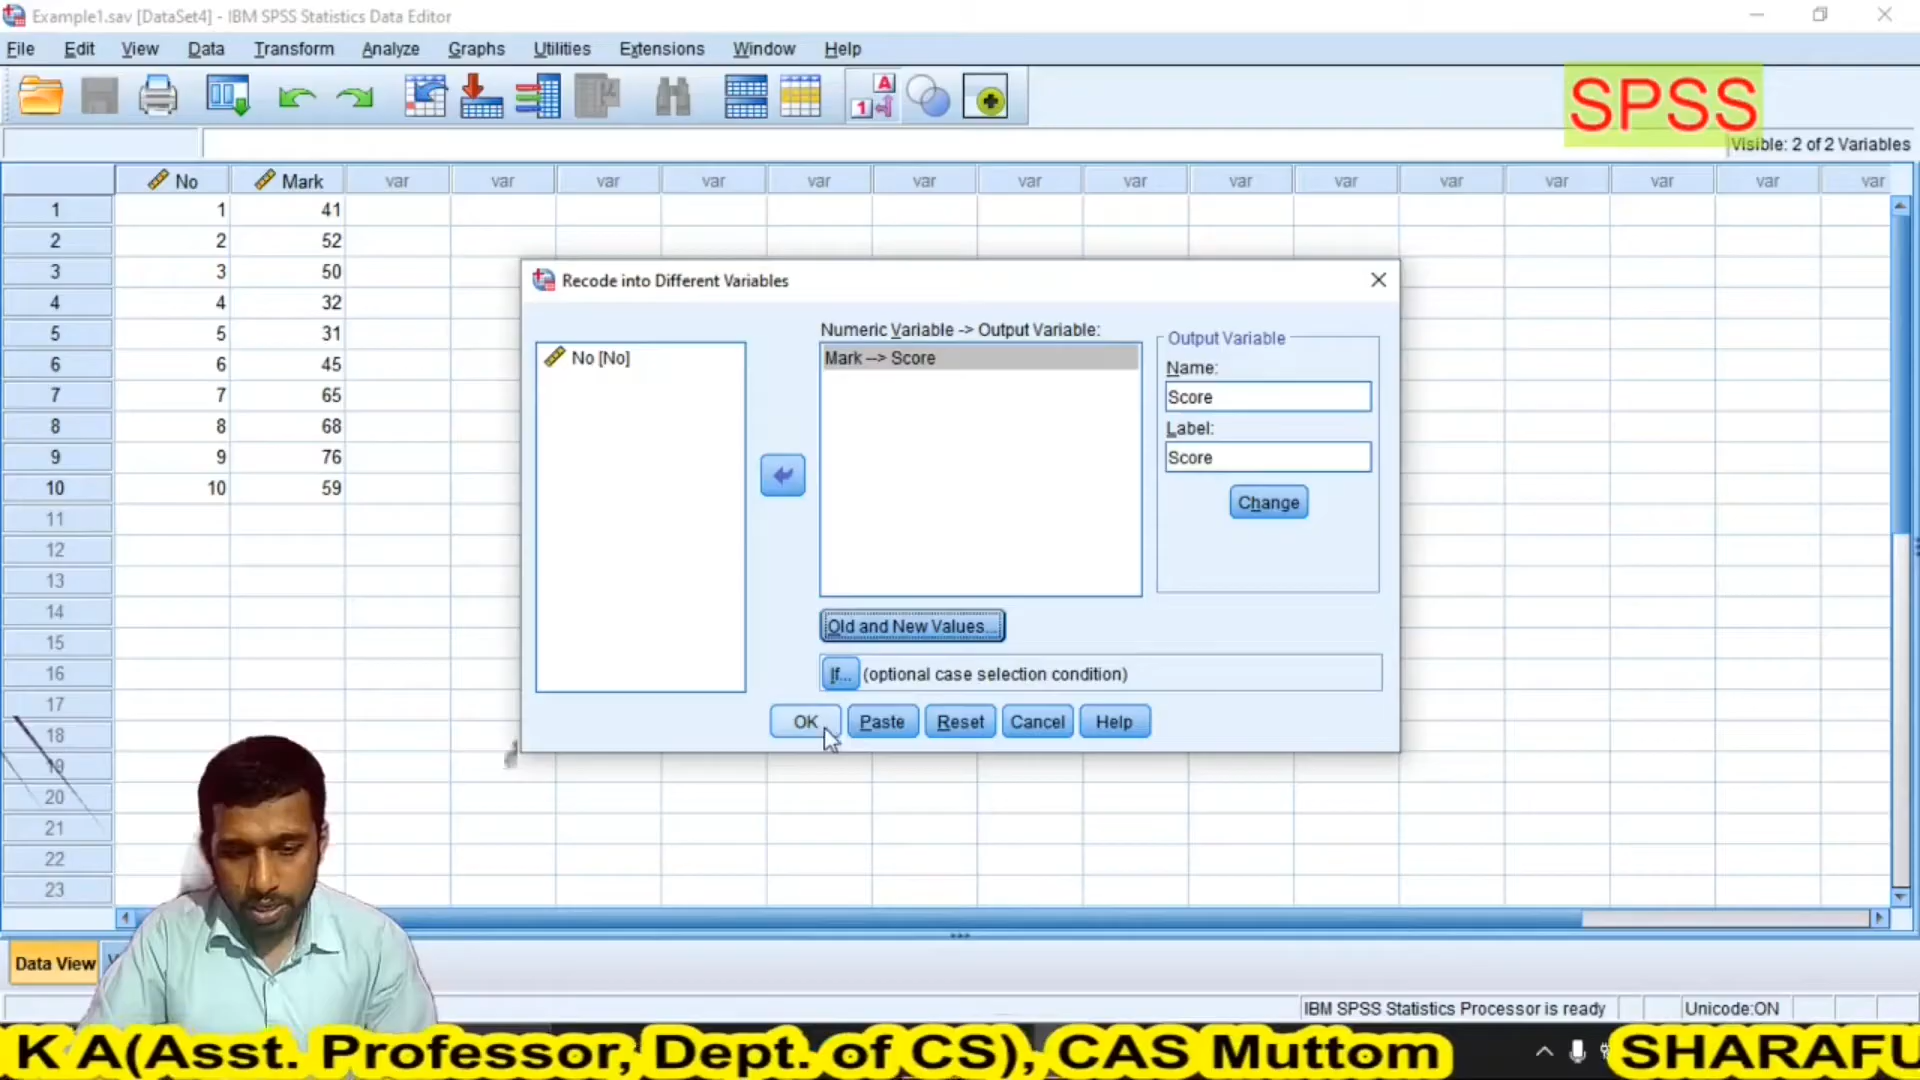 Example1.sav [DataSet4] - IBM SPSS Statistics Data Editor
File Edit View Data Transform Analyze Graphs Utilities Extensions Window Help
SPSS
Visible: 2 of 2 Variables
No Mark var var var var var var var var var var var var var var var
1 1 41
2 2 52
3 3 50
4 4 32
5 5 31
6 6 45
7 7 65
8 8 68
9 9 76
10 10 59
11
12
13
14
15
16
17
18
19
20
21
22
23
Recode into Different Variables
No [No]
Numeric Variable -> Output Variable:
Mark --> Score
Output Variable
Name:
Score
Label:
Score
Change
Old and New Values...
If... (optional case selection condition)
OK Paste Reset Cancel Help
Data View
IBM SPSS Statistics Processor is ready Unicode:ON
K A(Asst. Professor, Dept. of CS), CAS Muttom SHARAFU